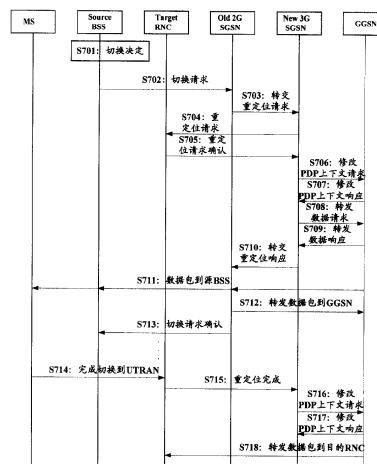 MS
Source
BSS
Target
RNC
Old 2G
SGSN
New 3G
SGSN
GGSN
S701: 切换决定
S702: 切换请求
S703: 转交
重定位请求
S704: 重
定位请求
S705: 重定
位请求确认
S706: 修改
PDP上下文请求
S707: 修改
PDP上下文响应
S708: 转发
数据请求
S709: 转发
数据响应
S710: 转交
重定位响应
S711: 数据包到源BSS
S712: 转发数据包到GGSN
S713: 切换请求确认
S714: 完成切换到UTRAN
S715: 重定位完成
S716: 修改
PDP上下文请求
S717: 修改
PDP上下文响应
S718: 转发数据包到目的RNC